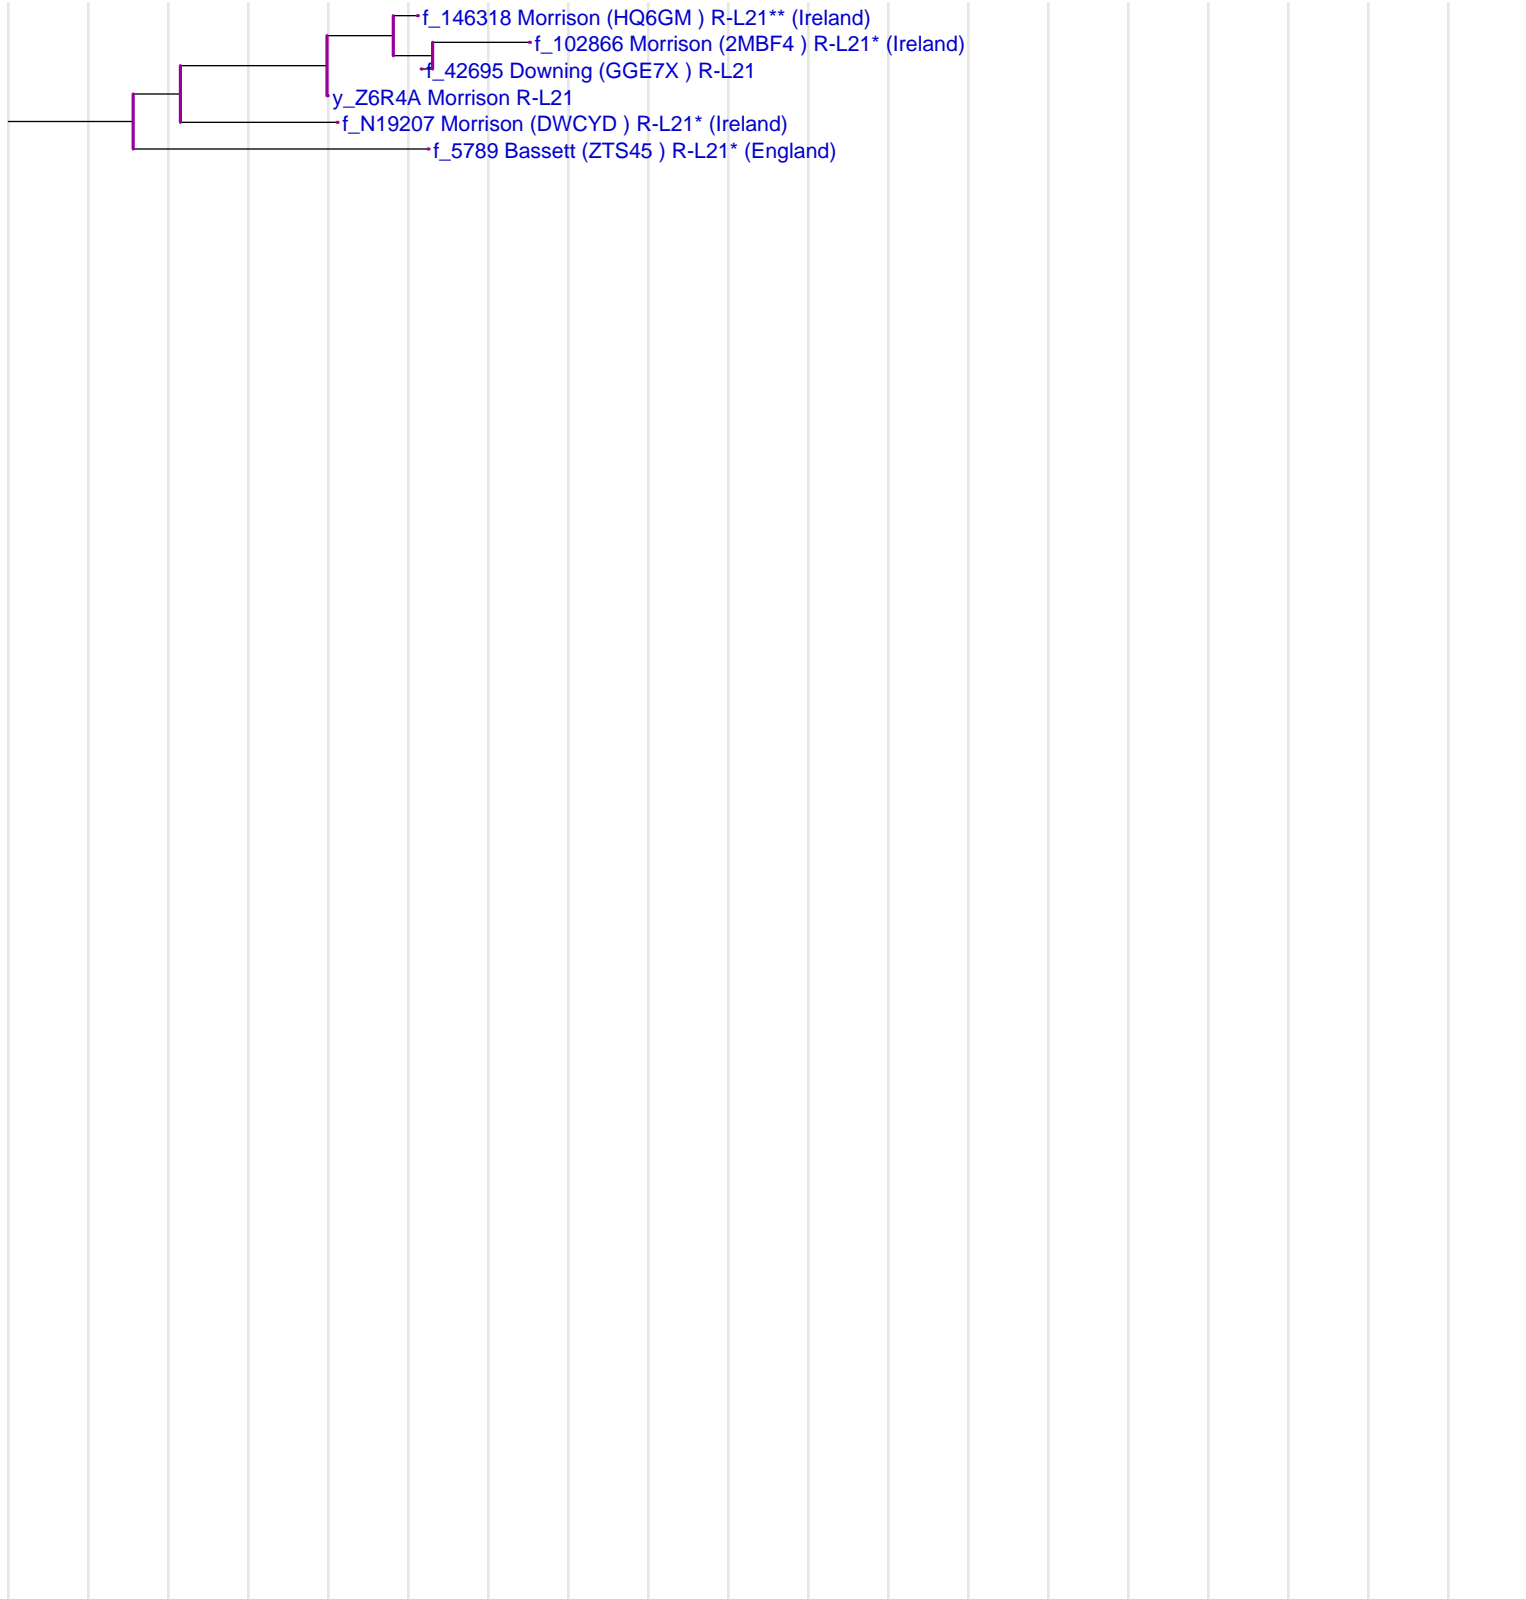 f_146318 Morrison (HQ6GM ) R-L21** (Ireland)
f_102866 Morrison (2MBF4 ) R-L21* (Ireland)
f_42695 Downing (GGE7X ) R-L21
y_Z6R4A Morrison R-L21
f_N19207 Morrison (DWCYD ) R-L21* (Ireland)
f_5789 Bassett (ZTS45 ) R-L21* (England)